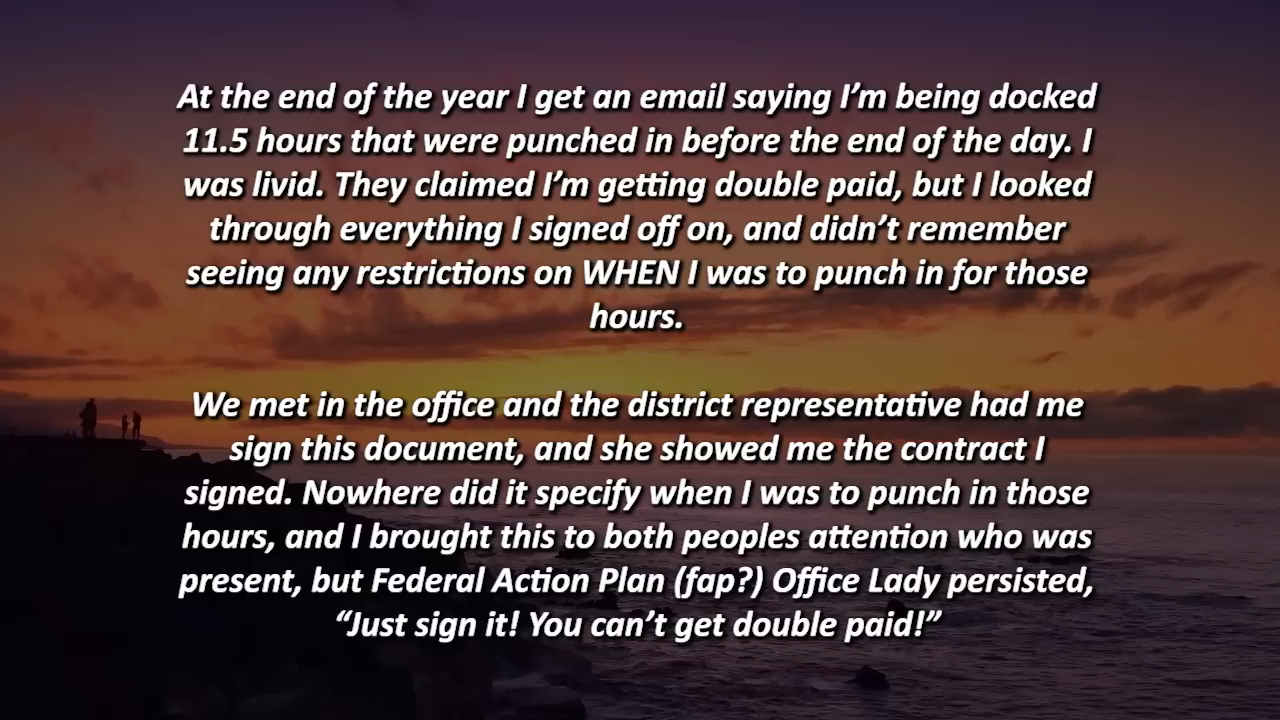 At the end of the year I get an email saying I’m being docked
11.5 hours that were punched in before the end of the day. I
was livid. They claimed I’m getting double paid, but I looked
through everything I signed off on, and didn’t remember
seeing any restrictions on WHEN I was to punch in for those
hours.
We met in the office and the district representative had me
sign this document, and she showed me the contract I
signed. Nowhere did it specify when I was to punch in those
hours, and I brought this to both peoples attention who was
present, but Federal Action Plan (fap?) Office Lady persisted,
“Just sign it! You can’t get double paid!”